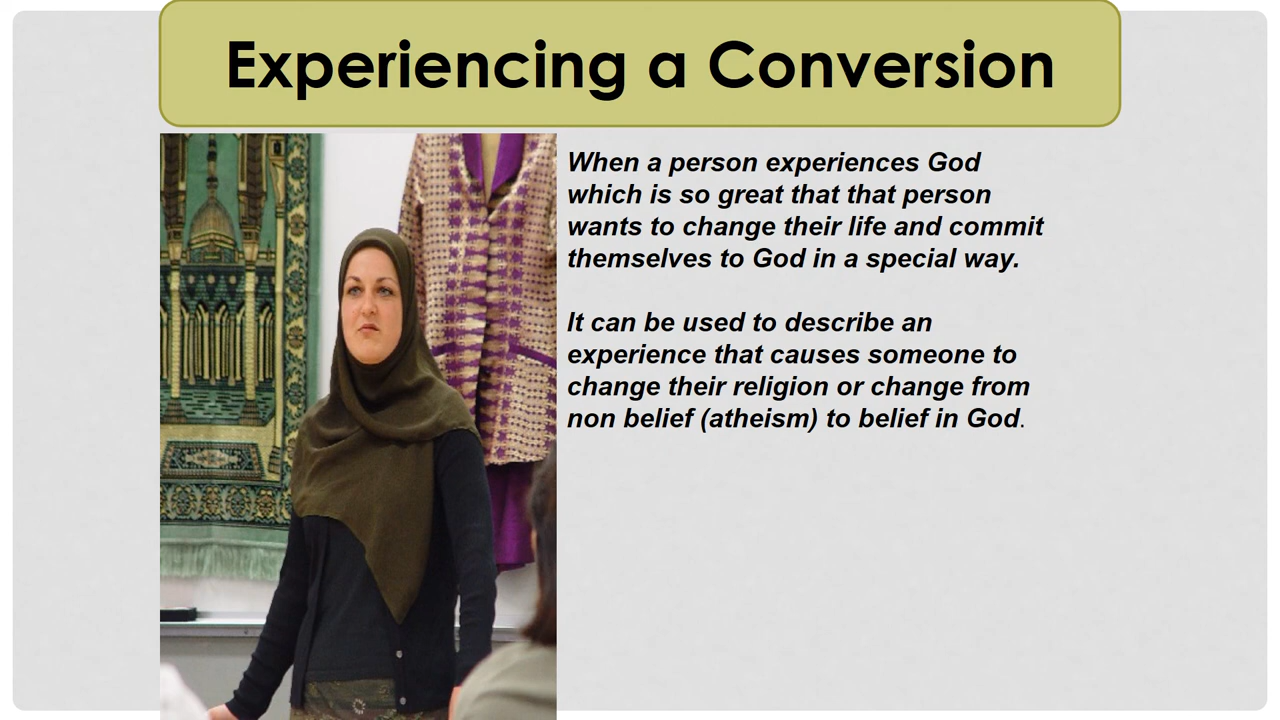 Experiencing a Conversion
When a person experiences God
which is so great that that person
wants to change their life and commit
themselves to God in a special way.
It can be used to describe an
experience that causes someone to
change their religion or change from
non belief (atheism) to belief in God.